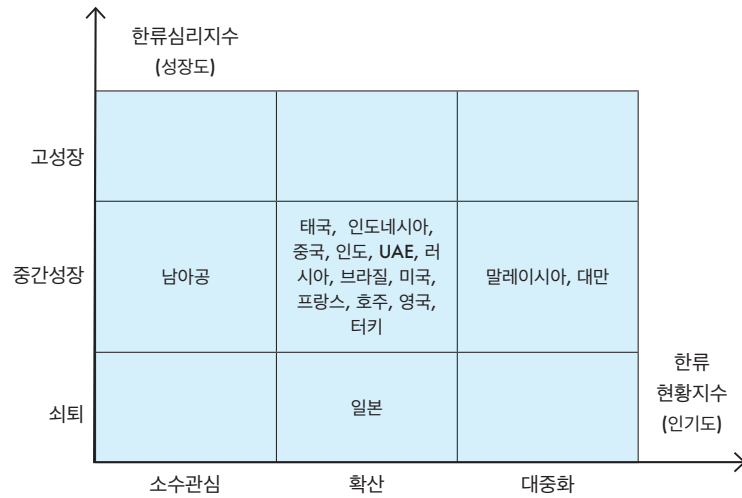 한류심리지수
(성장도)
고성장
중간성장
남아공
태국, 인도네시아,
중국, 인도, UAE, 러
시아, 브라질, 미국,
프랑스, 호주, 영국,
터키
말레이시아, 대만
쇠퇴
일본
한류
현황지수
(인기도)
소수관심
확산
대중화